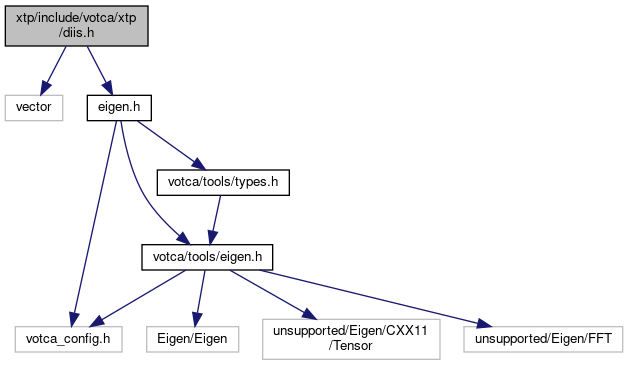 xtp/include/votca/xtp
/diis.h
vector
eigen.h
votca/tools/types.h
votca/tools/eigen.h
votca_config.h
Eigen/Eigen
unsupported/Eigen/CXX11
/Tensor
unsupported/Eigen/FFT